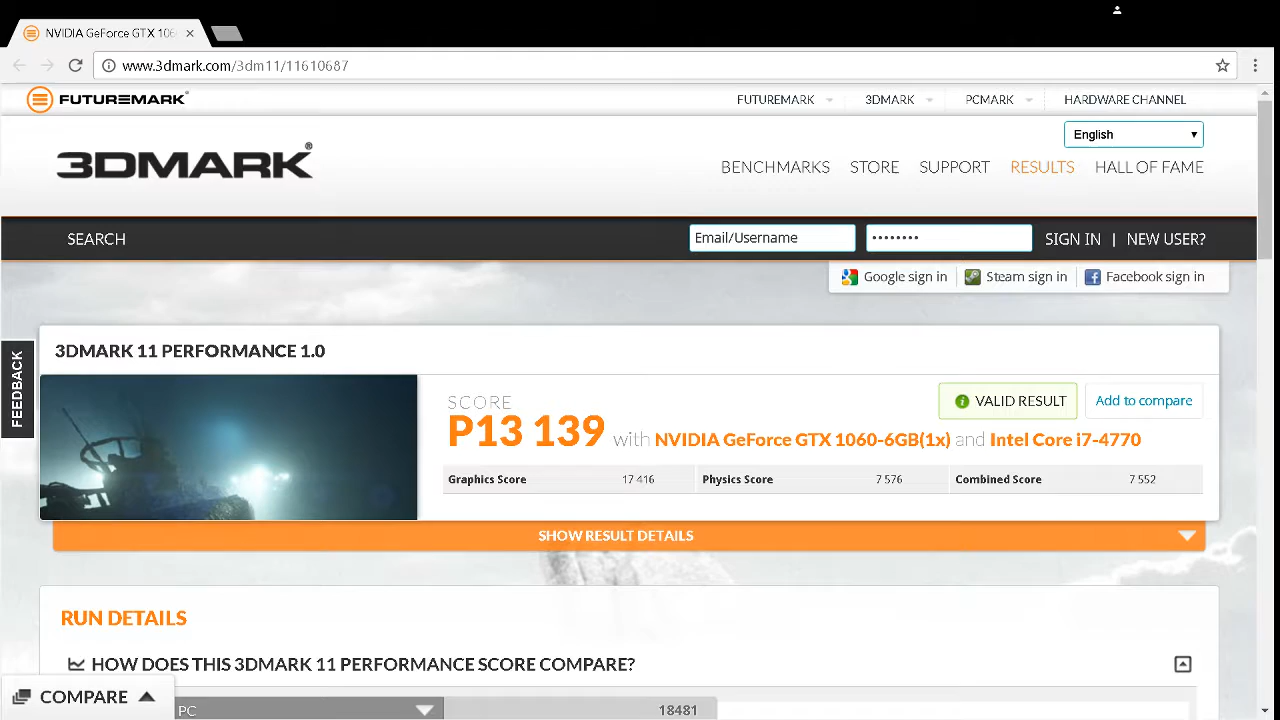 NVIDIA GeForce GTX 106
www.3dmark.com/3dm11/11610687
FUTUREMARK®
FUTUREMARK
3DMARK
PCMARK
HARDWARE CHANNEL
English
3DMARK®
BENCHMARKS
STORE
SUPPORT
RESULTS
HALL OF FAME
SEARCH
Email/Username
••••••••
SIGN IN | NEW USER?
Google sign in
Steam sign in
Facebook sign in
FEEDBACK
3DMARK 11 PERFORMANCE 1.0
SCORE
VALID RESULT
Add to compare
P13 139 with NVIDIA GeForce GTX 1060-6GB(1x) and Intel Core i7-4770
Graphics Score 17 416
Physics Score 7 576
Combined Score 7 552
SHOW RESULT DETAILS
RUN DETAILS
HOW DOES THIS 3DMARK 11 PERFORMANCE SCORE COMPARE?
COMPARE
PC
18481